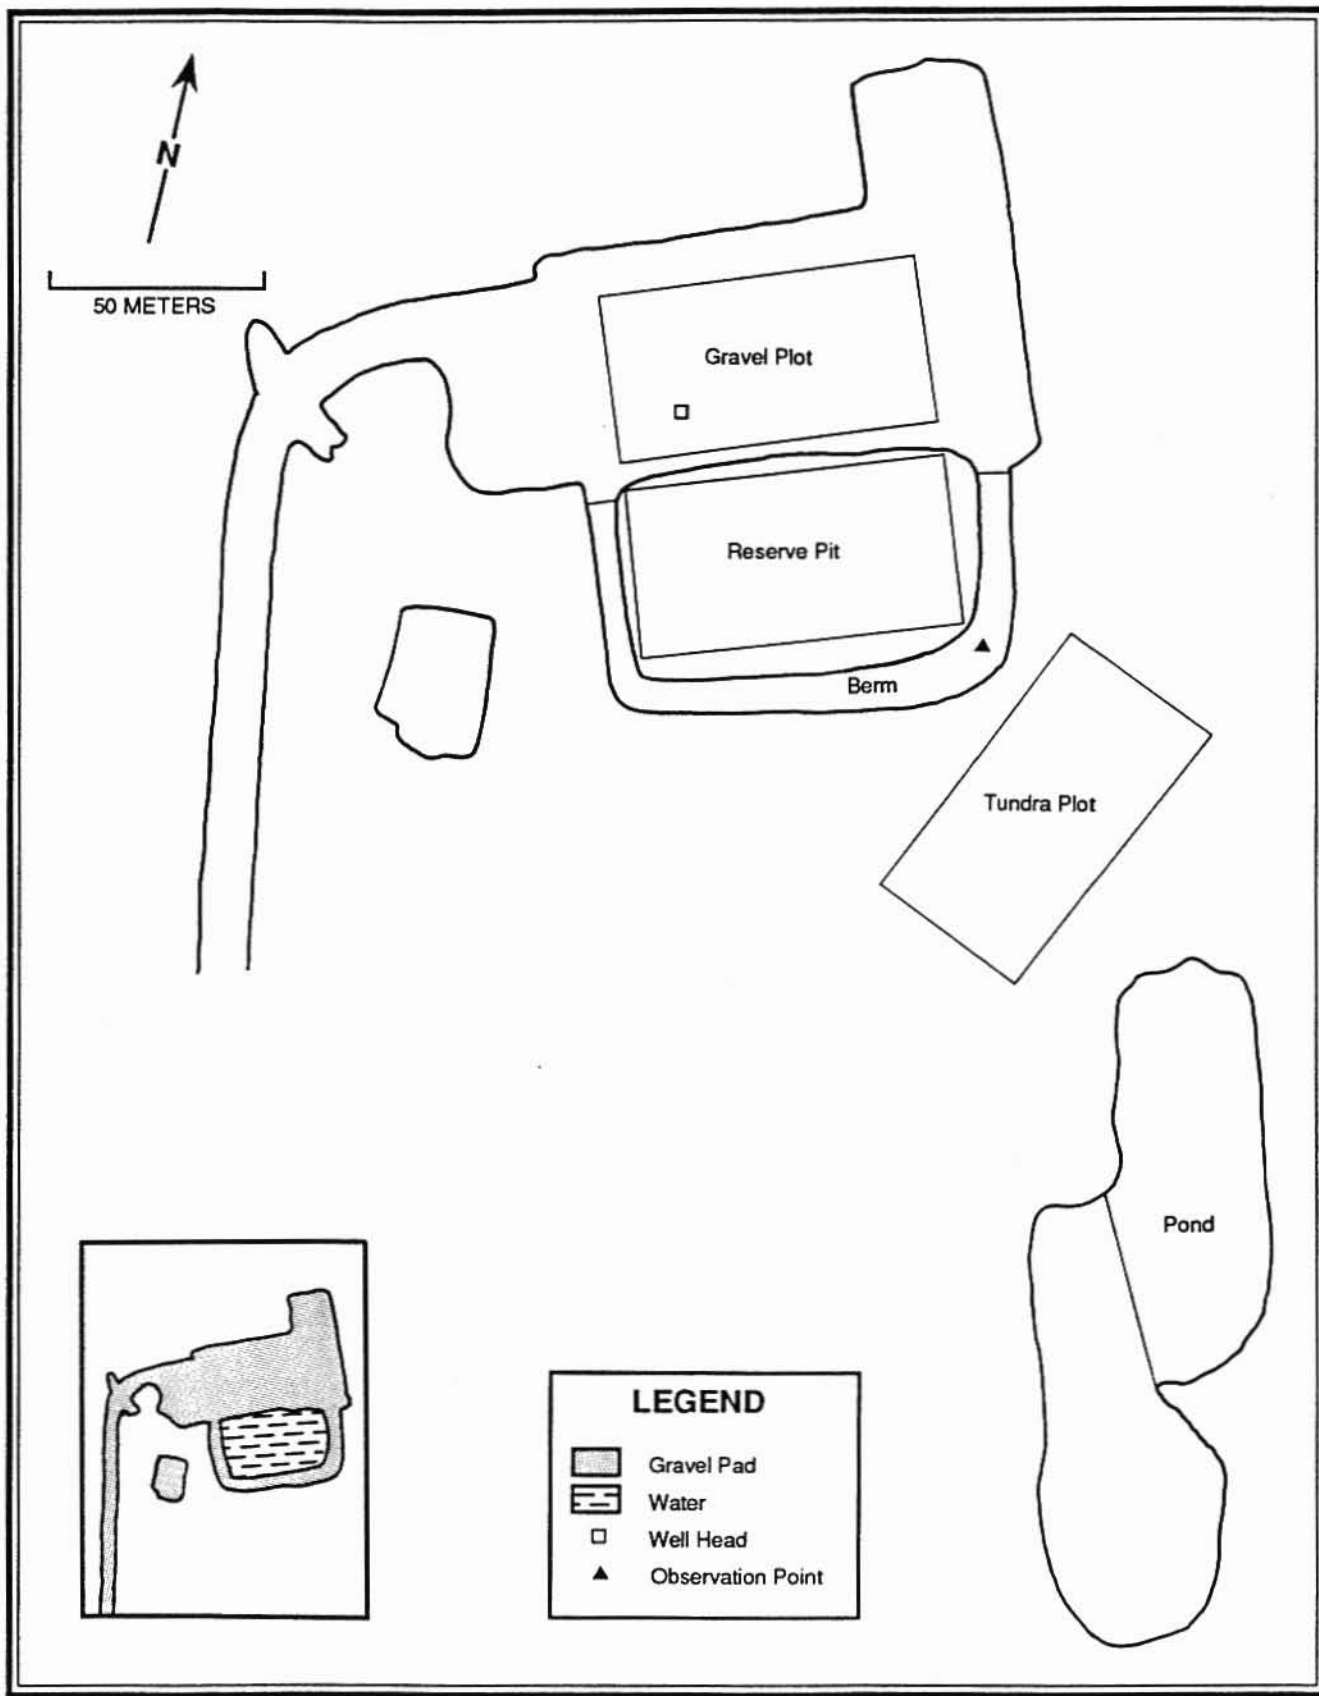 N
50 METERS
Gravel Plot
Reserve Pit
Berm
Tundra Plot
Pond
LEGEND
Gravel Pad
Water
Well Head
Observation Point